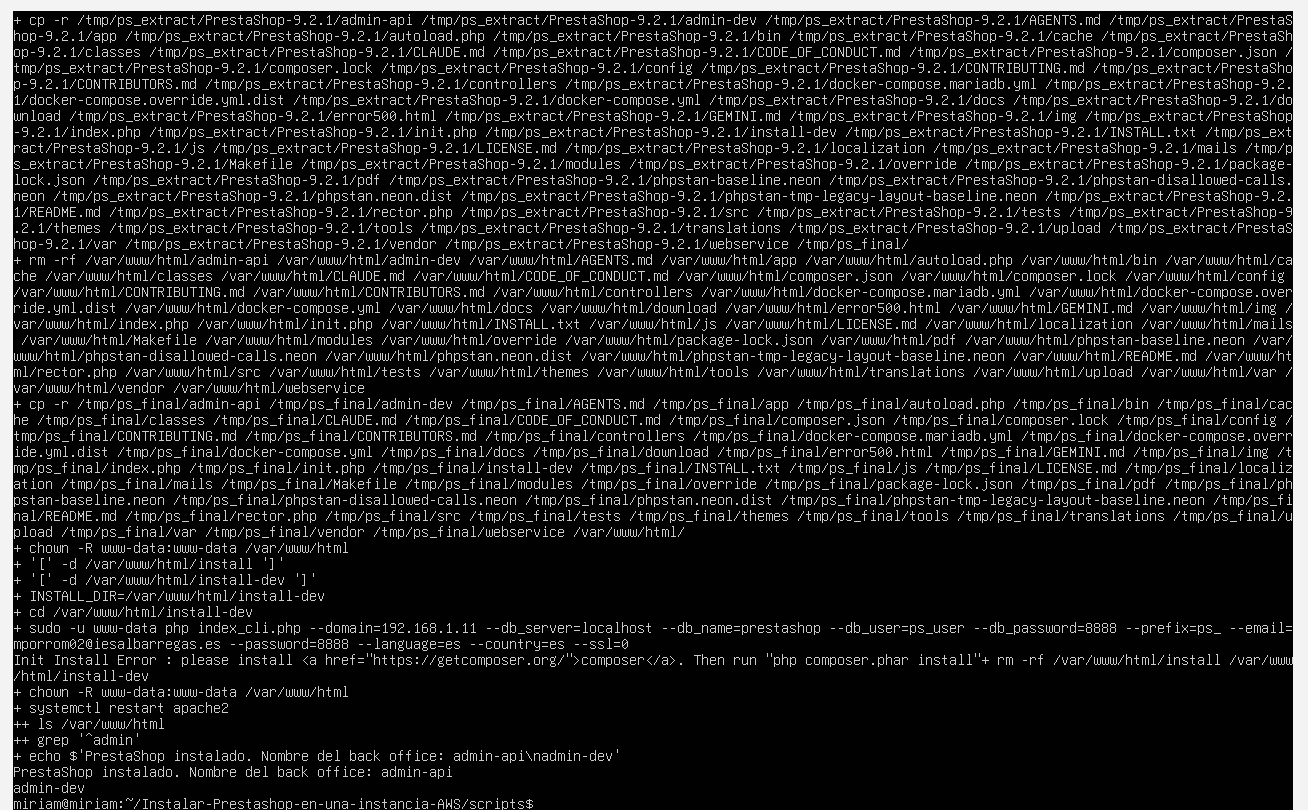 + cp -r /tmp/ps_extract/PrestaShop-9.2.1/admin-api /tmp/ps_extract/PrestaShop-9.2.1/admin-dev /tmp/ps_extract/PrestaShop-9.2.1/AGENTS.md /tmp/ps_extract/PrestaS
hop-9.2.1/app /tmp/ps_extract/PrestaShop-9.2.1/autoload.php /tmp/ps_extract/PrestaShop-9.2.1/bin /tmp/ps_extract/PrestaShop-9.2.1/cache /tmp/ps_extract/PrestaSh
op-9.2.1/classes /tmp/ps_extract/PrestaShop-9.2.1/CLAUDE.md /tmp/ps_extract/PrestaShop-9.2.1/CODE_OF_CONDUCT.md /tmp/ps_extract/PrestaShop-9.2.1/composer.json /
tmp/ps_extract/PrestaShop-9.2.1/composer.lock /tmp/ps_extract/PrestaShop-9.2.1/config /tmp/ps_extract/PrestaShop-9.2.1/CONTRIBUTING.md /tmp/ps_extract/PrestaSho
p-9.2.1/CONTRIBUTORS.md /tmp/ps_extract/PrestaShop-9.2.1/controllers /tmp/ps_extract/PrestaShop-9.2.1/docker-compose.mariadb.yml /tmp/ps_extract/PrestaShop-9.2.
1/docker-compose.override.yml.dist /tmp/ps_extract/PrestaShop-9.2.1/docker-compose.yml /tmp/ps_extract/PrestaShop-9.2.1/docs /tmp/ps_extract/PrestaShop-9.2.1/do
wnload /tmp/ps_extract/PrestaShop-9.2.1/error500.html /tmp/ps_extract/PrestaShop-9.2.1/GEMINI.md /tmp/ps_extract/PrestaShop-9.2.1/img /tmp/ps_extract/PrestaShop
-9.2.1/index.php /tmp/ps_extract/PrestaShop-9.2.1/init.php /tmp/ps_extract/PrestaShop-9.2.1/install-dev /tmp/ps_extract/PrestaShop-9.2.1/INSTALL.txt /tmp/ps_ext
ract/PrestaShop-9.2.1/js /tmp/ps_extract/PrestaShop-9.2.1/LICENSE.md /tmp/ps_extract/PrestaShop-9.2.1/localization /tmp/ps_extract/PrestaShop-9.2.1/mails /tmp/p
s_extract/PrestaShop-9.2.1/Makefile /tmp/ps_extract/PrestaShop-9.2.1/modules /tmp/ps_extract/PrestaShop-9.2.1/override /tmp/ps_extract/PrestaShop-9.2.1/package-
lock.json /tmp/ps_extract/PrestaShop-9.2.1/pdf /tmp/ps_extract/PrestaShop-9.2.1/phpstan-baseline.neon /tmp/ps_extract/PrestaShop-9.2.1/phpstan-disallowed-calls.
neon /tmp/ps_extract/PrestaShop-9.2.1/phpstan.neon.dist /tmp/ps_extract/PrestaShop-9.2.1/phpstan-tmp-legacy-layout-baseline.neon /tmp/ps_extract/PrestaShop-9.2.
1/README.md /tmp/ps_extract/PrestaShop-9.2.1/rector.php /tmp/ps_extract/PrestaShop-9.2.1/src /tmp/ps_extract/PrestaShop-9.2.1/tests /tmp/ps_extract/PrestaShop-9
.2.1/themes /tmp/ps_extract/PrestaShop-9.2.1/tools /tmp/ps_extract/PrestaShop-9.2.1/translations /tmp/ps_extract/PrestaShop-9.2.1/upload /tmp/ps_extract/PrestaS
hop-9.2.1/var /tmp/ps_extract/PrestaShop-9.2.1/vendor /tmp/ps_extract/PrestaShop-9.2.1/webservice /tmp/ps_final/
+ rm -rf /var/www/html/admin-api /var/www/html/admin-dev /var/www/html/AGENTS.md /var/www/html/app /var/www/html/autoload.php /var/www/html/bin /var/www/html/ca
che /var/www/html/classes /var/www/html/CLAUDE.md /var/www/html/CODE_OF_CONDUCT.md /var/www/html/composer.json /var/www/html/composer.lock /var/www/html/config
/var/www/html/CONTRIBUTING.md /var/www/html/CONTRIBUTORS.md /var/www/html/controllers /var/www/html/docker-compose.mariadb.yml /var/www/html/docker-compose.over
ride.yml.dist /var/www/html/docker-compose.yml /var/www/html/docs /var/www/html/download /var/www/html/error500.html /var/www/html/GEMINI.md /var/www/html/img /
var/www/html/index.php /var/www/html/init.php /var/www/html/INSTALL.txt /var/www/html/js /var/www/html/LICENSE.md /var/www/html/localization /var/www/html/mails
/var/www/html/Makefile /var/www/html/modules /var/www/html/override /var/www/html/package-lock.json /var/www/html/pdf /var/www/html/phpstan-baseline.neon /var/
www/html/phpstan-disallowed-calls.neon /var/www/html/phpstan.neon.dist /var/www/html/phpstan-tmp-legacy-layout-baseline.neon /var/www/html/README.md /var/www/ht
ml/rector.php /var/www/html/src /var/www/html/tests /var/www/html/themes /var/www/html/tools /var/www/html/translations /var/www/html/upload /var/www/html/var /
var/www/html/vendor /var/www/html/webservice
+ cp -r /tmp/ps_final/admin-api /tmp/ps_final/admin-dev /tmp/ps_final/AGENTS.md /tmp/ps_final/app /tmp/ps_final/autoload.php /tmp/ps_final/bin /tmp/ps_final/cac
he /tmp/ps_final/classes /tmp/ps_final/CLAUDE.md /tmp/ps_final/CODE_OF_CONDUCT.md /tmp/ps_final/composer.json /tmp/ps_final/composer.lock /tmp/ps_final/config /
tmp/ps_final/CONTRIBUTING.md /tmp/ps_final/CONTRIBUTORS.md /tmp/ps_final/controllers /tmp/ps_final/docker-compose.mariadb.yml /tmp/ps_final/docker-compose.overr
ide.yml.dist /tmp/ps_final/docker-compose.yml /tmp/ps_final/docs /tmp/ps_final/download /tmp/ps_final/error500.html /tmp/ps_final/GEMINI.md /tmp/ps_final/img /t
mp/ps_final/index.php /tmp/ps_final/init.php /tmp/ps_final/install-dev /tmp/ps_final/INSTALL.txt /tmp/ps_final/js /tmp/ps_final/LICENSE.md /tmp/ps_final/localiz
ation /tmp/ps_final/mails /tmp/ps_final/Makefile /tmp/ps_final/modules /tmp/ps_final/override /tmp/ps_final/package-lock.json /tmp/ps_final/pdf /tmp/ps_final/ph
pstan-baseline.neon /tmp/ps_final/phpstan-disallowed-calls.neon /tmp/ps_final/phpstan.neon.dist /tmp/ps_final/phpstan-tmp-legacy-layout-baseline.neon /tmp/ps_fi
nal/README.md /tmp/ps_final/rector.php /tmp/ps_final/src /tmp/ps_final/tests /tmp/ps_final/themes /tmp/ps_final/tools /tmp/ps_final/translations /tmp/ps_final/u
pload /tmp/ps_final/var /tmp/ps_final/vendor /tmp/ps_final/webservice /var/www/html/
+ chown -R www-data:www-data /var/www/html
+ '[' -d /var/www/html/install ']'
+ '[' -d /var/www/html/install-dev ']'
+ INSTALL_DIR=/var/www/html/install-dev
+ cd /var/www/html/install-dev
+ sudo -u www-data php index_cli.php --domain=192.168.1.11 --db_server=localhost --db_name=prestashop --db_user=ps_user --db_password=8888 --prefix=ps_ --email=
mporrom02@iesalbarregas.es --password=8888 --language=es --country=es --ssl=0
Init Install Error : please install <a href="https://getcomposer.org/">composer</a>. Then run "php composer.phar install"+ rm -rf /var/www/html/install /var/www
/html/install-dev
+ chown -R www-data:www-data /var/www/html
+ systemctl restart apache2
++ ls /var/www/html
++ grep '^admin'
+ echo $'PrestaShop instalado. Nombre del back office: admin-api\nadmin-dev'
PrestaShop instalado. Nombre del back office: admin-api
admin-dev
miriam@miriam:~/Instalar-Prestashop-en-una-instancia-AWS/scripts$